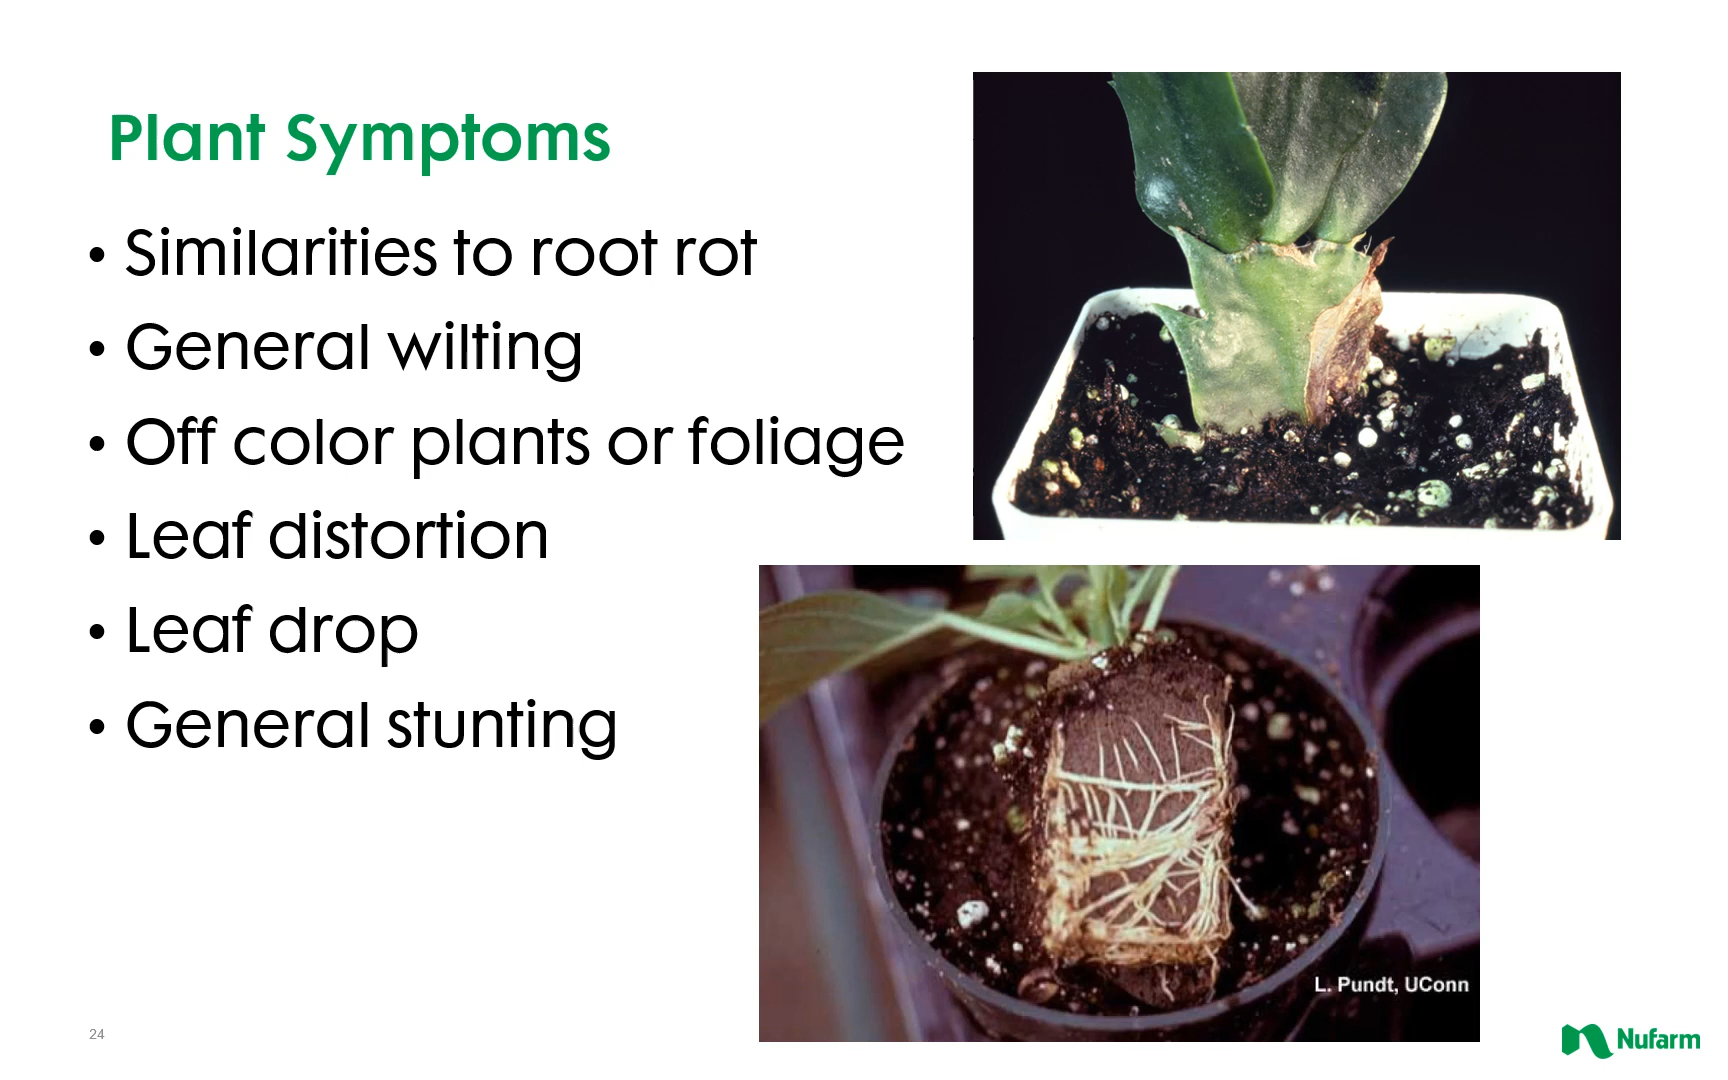 Plant Symptoms
• Similarities to root rot
• General wilting
• Off color plants or foliage
• Leaf distortion
• Leaf drop
• General stunting
L. Pundt, UConn
24
Nufarm